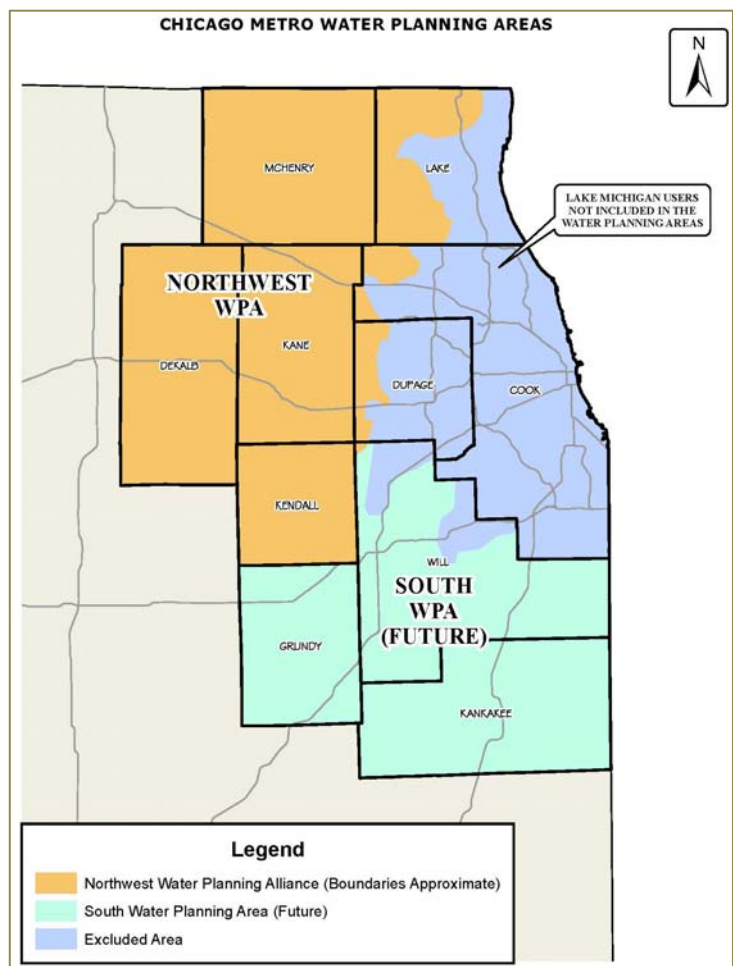 CHICAGO METRO WATER PLANNING AREAS
N
MCHENRY
LAKE
LAKE MICHIGAN USERS
NOT INCLUDED IN THE
WATER PLANNING AREAS
NORTHWEST
WPA
KANE
DEKALB
DUPAGE
COOK
KENDALL
WILL
SOUTH
WPA
(FUTURE)
GRUNDY
KANKAKEE
Legend
Northwest Water Planning Alliance (Boundaries Approximate)
South Water Planning Area (Future)
Excluded Area